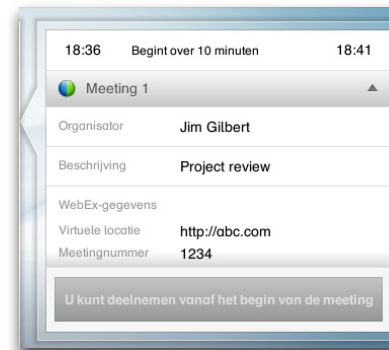 18:36 Begint over 10 minuten 18:41
Meeting 1
Organisator Jim Gilbert
Beschrijving Project review
WebEx-gegevens
Virtuele locatie http://abc.com
Meetingnummer 1234
U kunt deelnemen vanaf het begin van de meeting